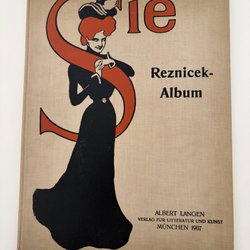 Sie
Reznicek-
Album
ALBERT LANGEN
VERLAG FÜR LITTERATUR UND KUNST
MÜNCHEN 1907